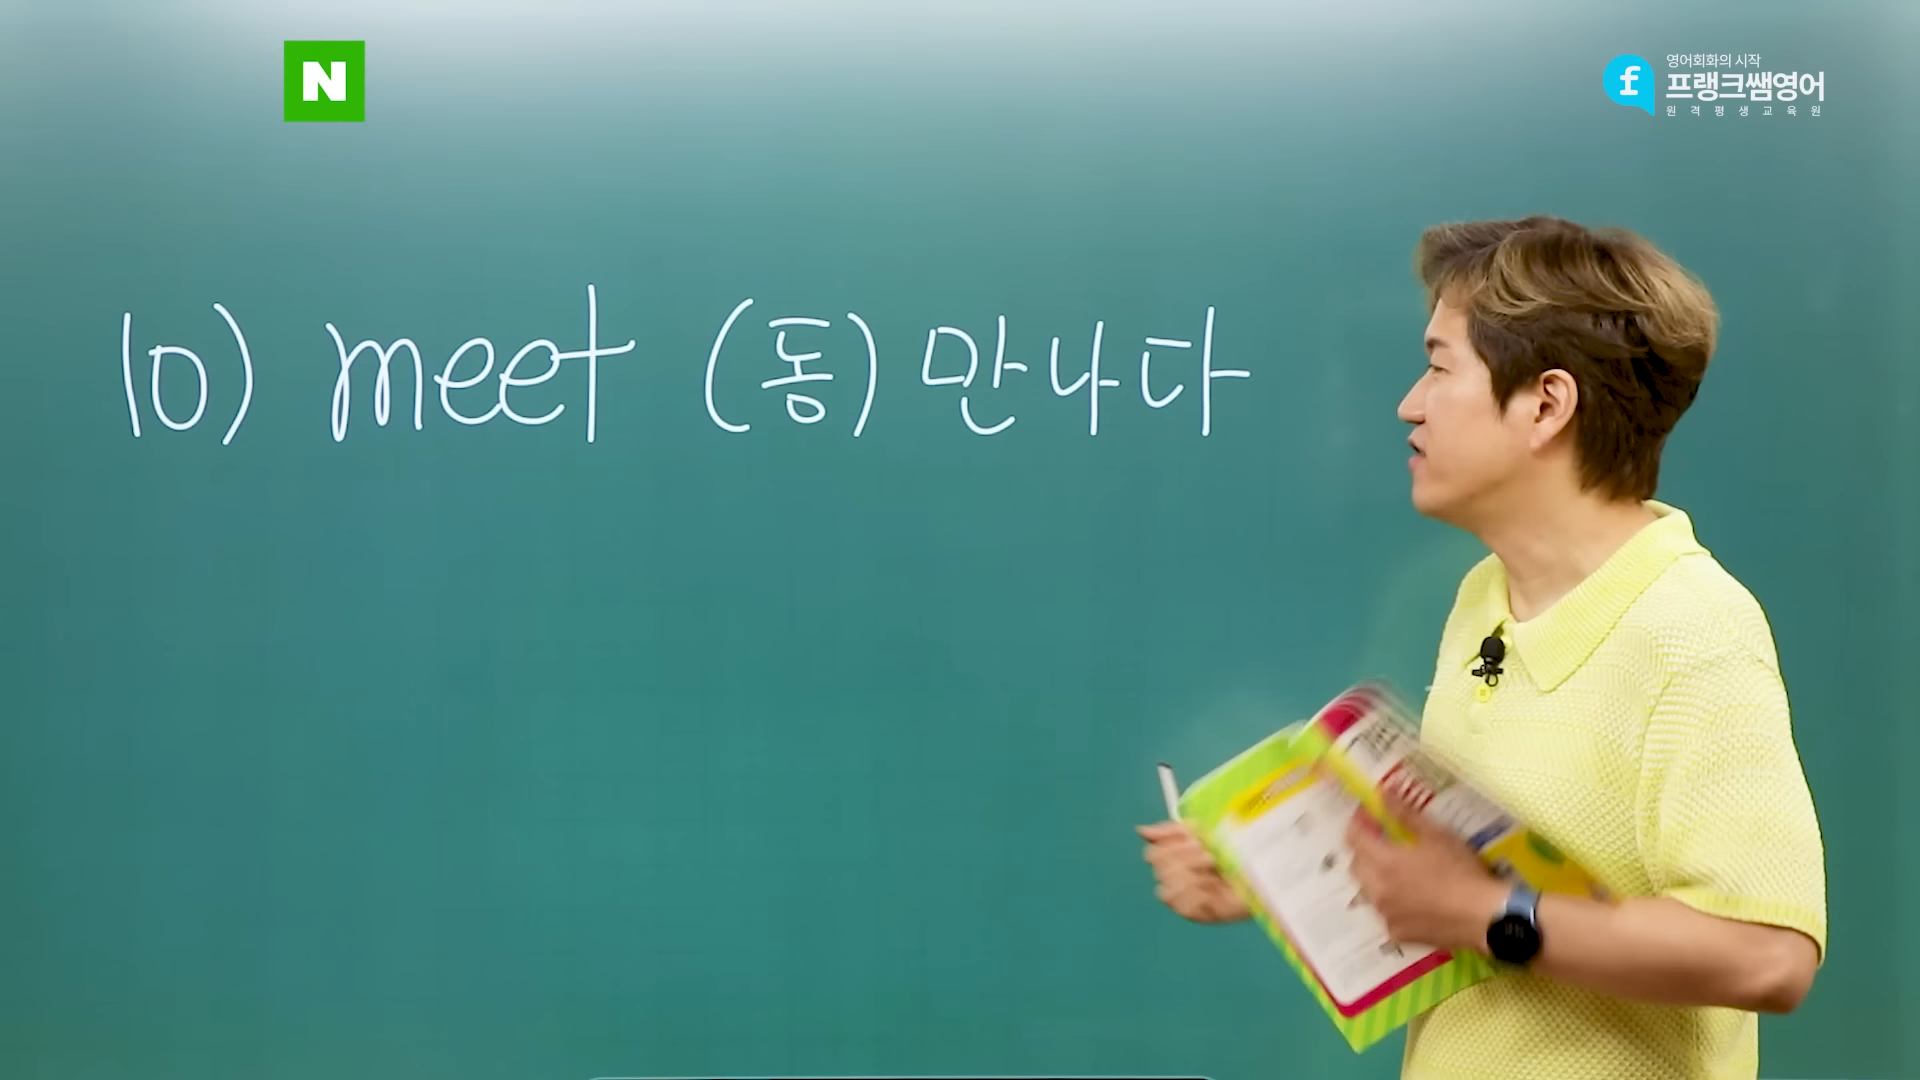 N
영어회화의 시작
프랭크쌤영어
원격평생교육원
10) meet (동) 만나다